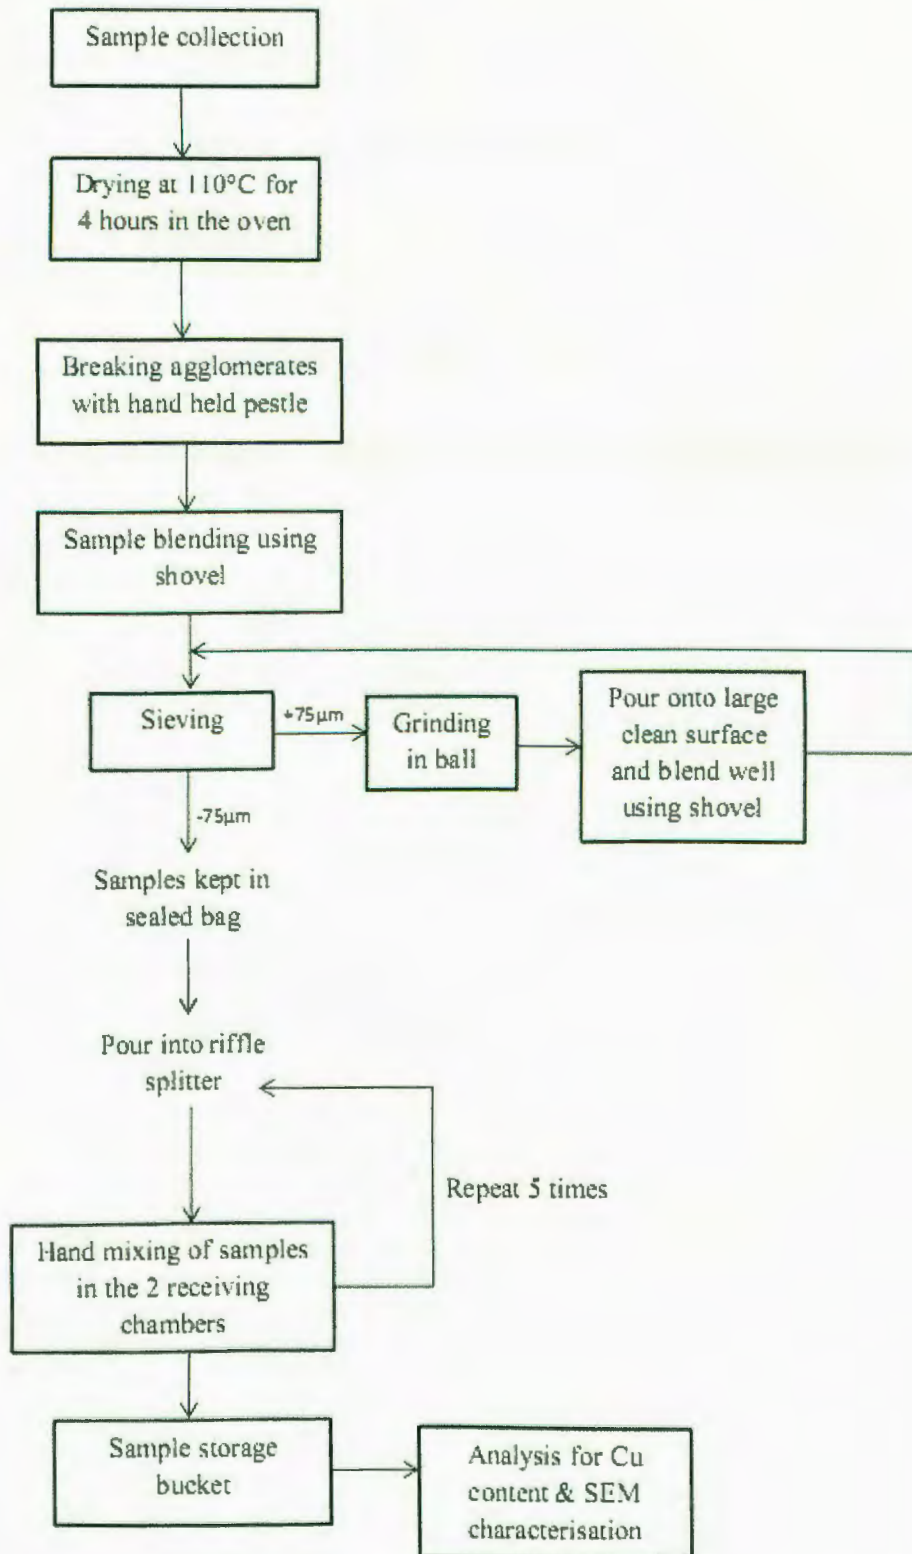 Sample collection
Drying at 110°C for
4 hours in the oven
Breaking agglomerates
with hand held pestle
Sample blending using
shovel
Sieving
+75µm
Grinding
in ball
Pour onto large
clean surface
and blend well
using shovel
-75µm
Samples kept in
sealed bag
Pour into riffle
splitter
Repeat 5 times
Hand mixing of samples
in the 2 receiving
chambers
Sample storage
bucket
Analysis for Cu
content & SEM
characterisation